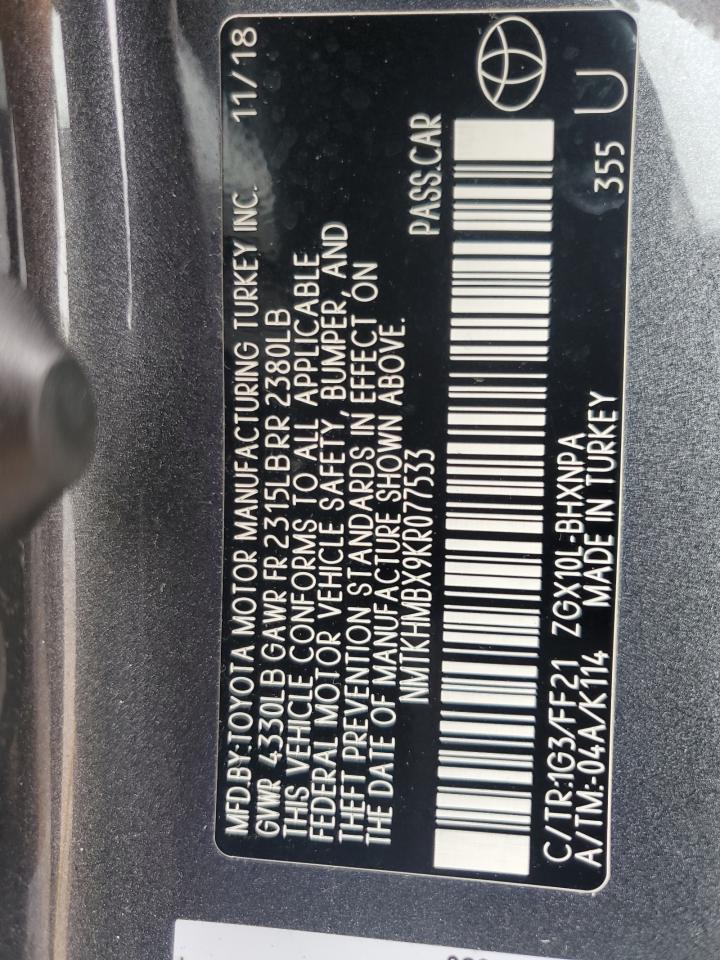 MFD.BY:TOYOTA MOTOR MANUFACTURING TURKEY INC. 11/18
GVWR 4330LB GAWR FR 2315LB RR 2380LB
THIS VEHICLE CONFORMS TO ALL APPLICABLE
FEDERAL MOTOR VEHICLE SAFETY, BUMPER, AND
THEFT PREVENTION STANDARDS IN EFFECT ON
THE DATE OF MANUFACTURE SHOWN ABOVE.
NMTKHMBX9KR077533 PASS.CAR
C/TR:1G3/FF21 ZGX10L-BHXNPA
A/TM:-04A/K114 MADE IN TURKEY 355 U